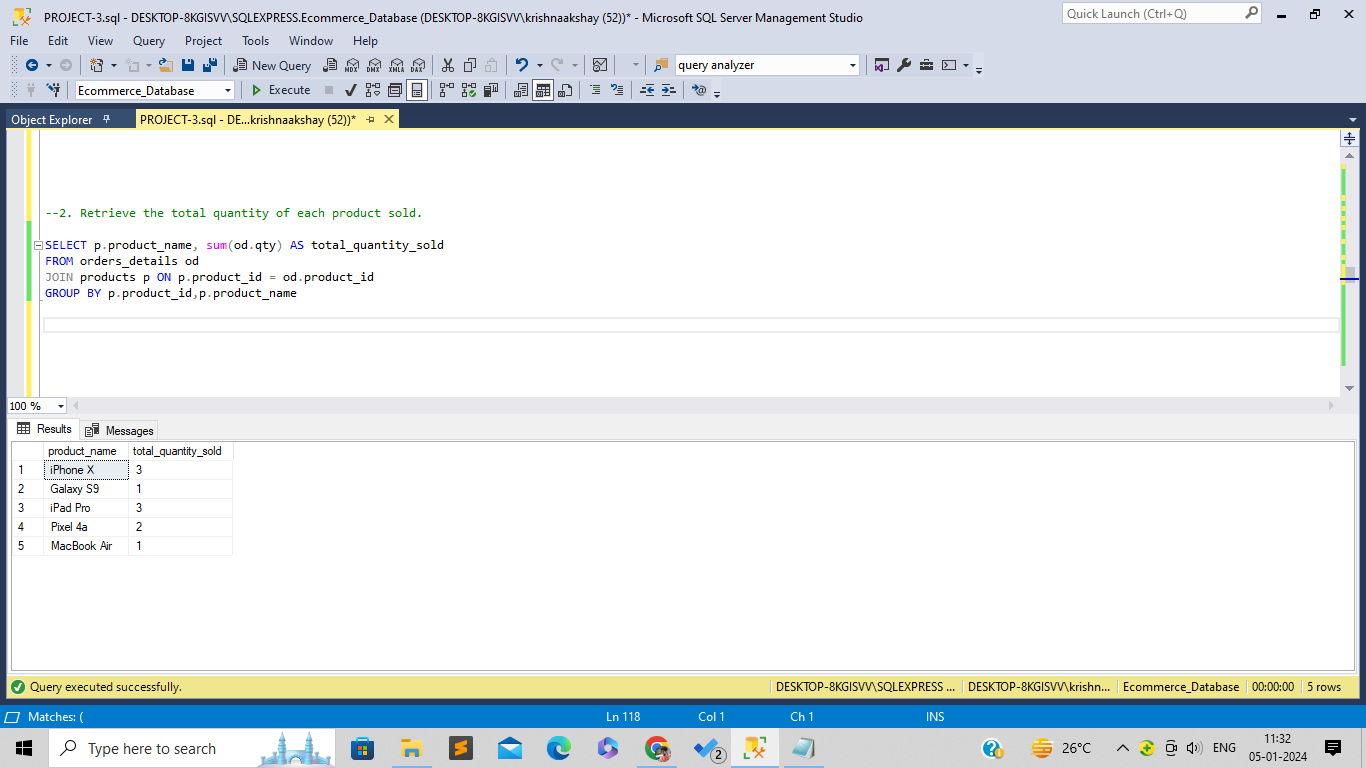 PROJECT-3.sql - DESKTOP-8KGISVV\SQLEXPRESS.Ecommerce_Database (DESKTOP-8KGISVV\krishnaakshay (52))* - Microsoft SQL Server Management Studio
Quick Launch (Ctrl+Q)
File Edit View Query Project Tools Window Help
New Query MDX DMX XMLA DAX query analyzer
Ecommerce_Database Execute
Object Explorer PROJECT-3.sql - DE...krishnaakshay (52))*
--2. Retrieve the total quantity of each product sold.
SELECT p.product_name, sum(od.qty) AS total_quantity_sold
FROM orders_details od
JOIN products p ON p.product_id = od.product_id
GROUP BY p.product_id,p.product_name
100 %
Results Messages
product_name total_quantity_sold
1 iPhone X 3
2 Galaxy S9 1
3 iPad Pro 3
4 Pixel 4a 2
5 MacBook Air 1
Query executed successfully. DESKTOP-8KGISVV\SQLEXPRESS ... DESKTOP-8KGISVV\krishn... Ecommerce_Database 00:00:00 5 rows
Matches: ( Ln 118 Col 1 Ch 1 INS
Type here to search 2 26°C ENG 11:32
05-01-2024